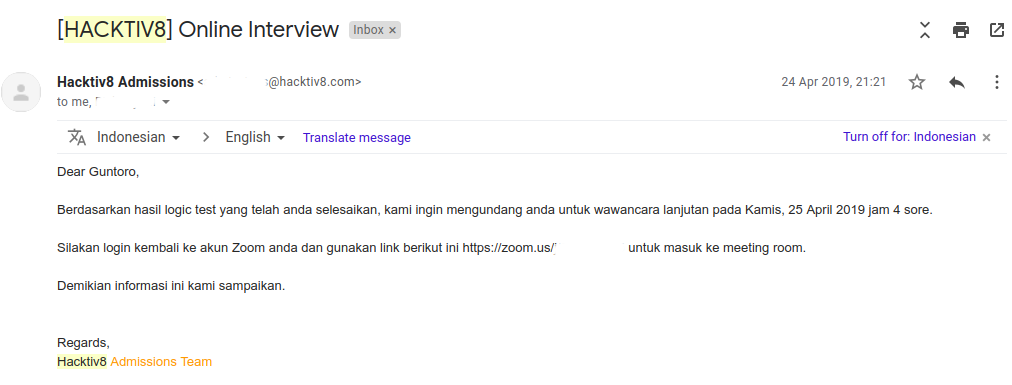 [HACKTIV8] Online Interview Inbox ×
Hacktiv8 Admissions < @hacktiv8.com> 24 Apr 2019, 21:21
to me,
Indonesian > English Translate message Turn off for: Indonesian ×
Dear Guntoro,
Berdasarkan hasil logic test yang telah anda selesaikan, kami ingin mengundang anda untuk wawancara lanjutan pada Kamis, 25 April 2019 jam 4 sore.
Silakan login kembali ke akun Zoom anda dan gunakan link berikut ini https://zoom.us/ untuk masuk ke meeting room.
Demikian informasi ini kami sampaikan.
Regards,
Hacktiv8 Admissions Team